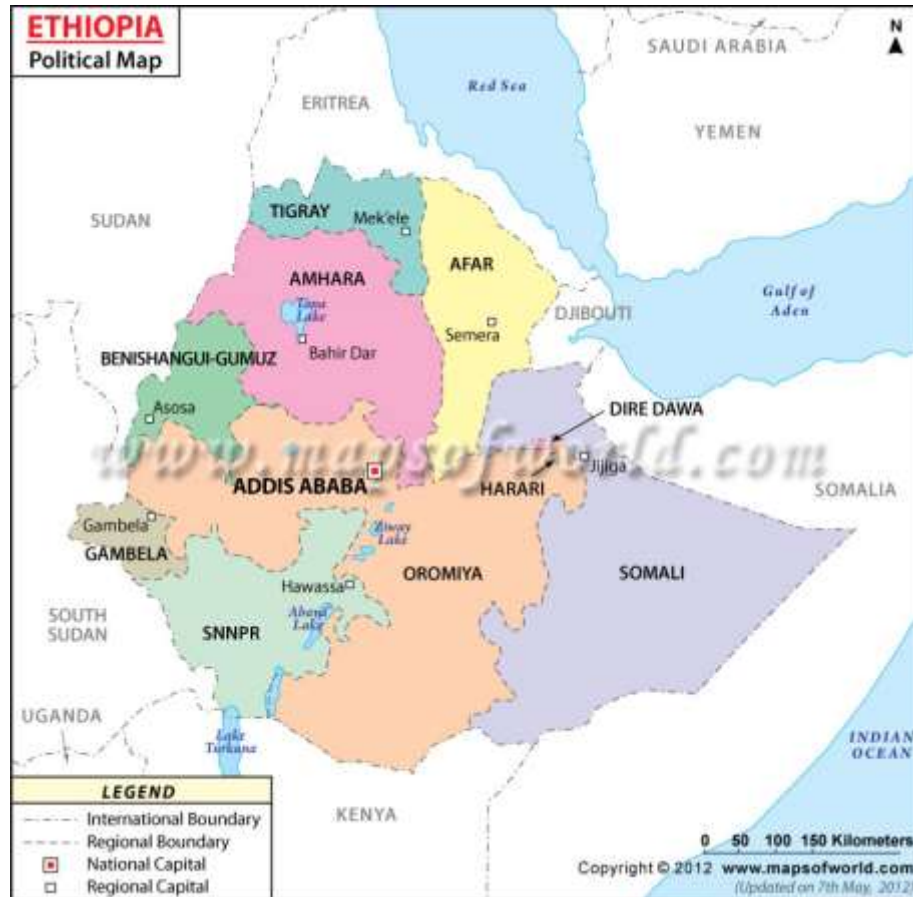 ETHIOPIA
Political Map
N
SAUDI ARABIA
Red Sea
ERITREA
YEMEN
SUDAN
TIGRAY
Mek'ele
AFAR
AMHARA
Gulf of
Aden
Tana
Lake
DJIBOUTI
Semera
Bahir Dar
BENISHANGUI-GUMUZ
Asosa
DIRE DAWA
www.mapsofworld.com
Jijiga
ADDIS ABABA
HARARI
SOMALIA
Gambela
GAMBELA
Ziway
Lake
OROMIYA
SOMALI
Hawassa
SOUTH
SUDAN
Abaya
Lake
SNNPR
UGANDA
Lake
Turkana
INDIAN
OCEAN
LEGEND
International Boundary
Regional Boundary
National Capital
Regional Capital
KENYA
0 50 100 150 Kilometers
Copyright © 2012 www.mapsofworld.com
(Updated on 7th May, 2012)